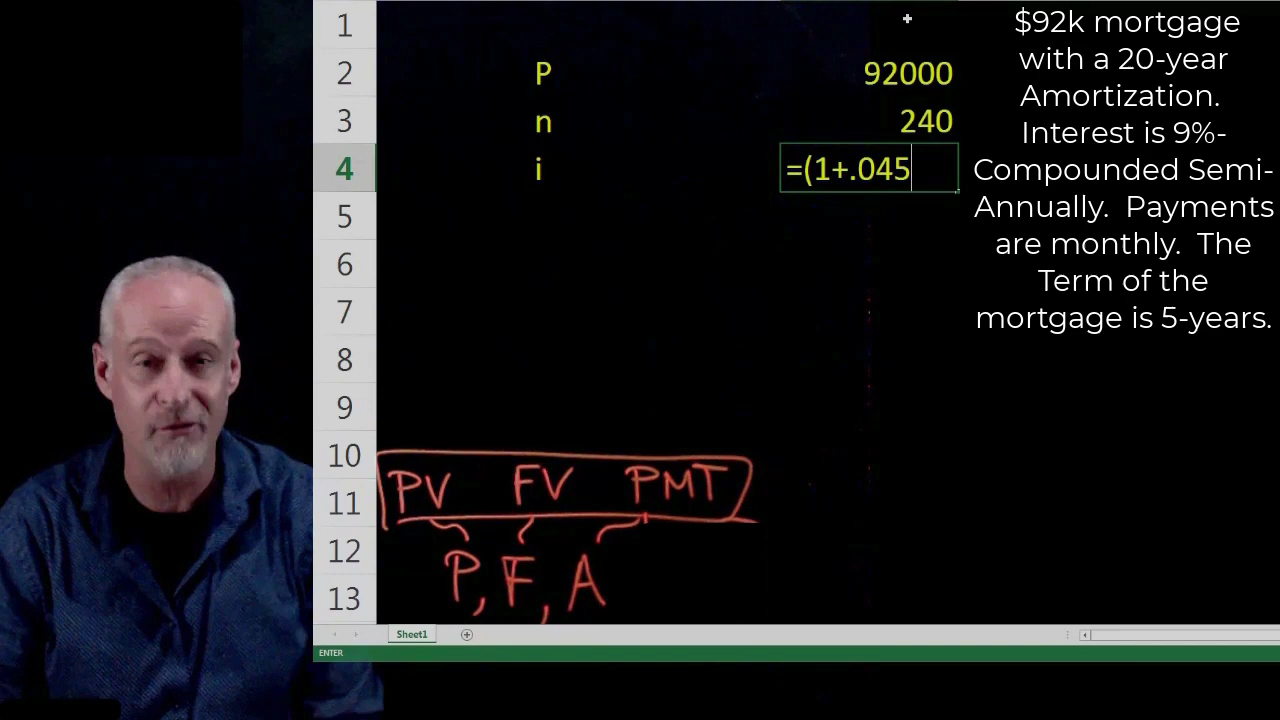 1
2 P 92000
3 n 240
4 i =(1+.045
5
6
7
8
9
10
11 PV FV PMT
12 P, F, A
13
Sheet1
ENTER
$92k mortgage
with a 20-year
Amortization.
Interest is 9%-
Compounded Semi-
Annually. Payments
are monthly. The
Term of the
mortgage is 5-years.